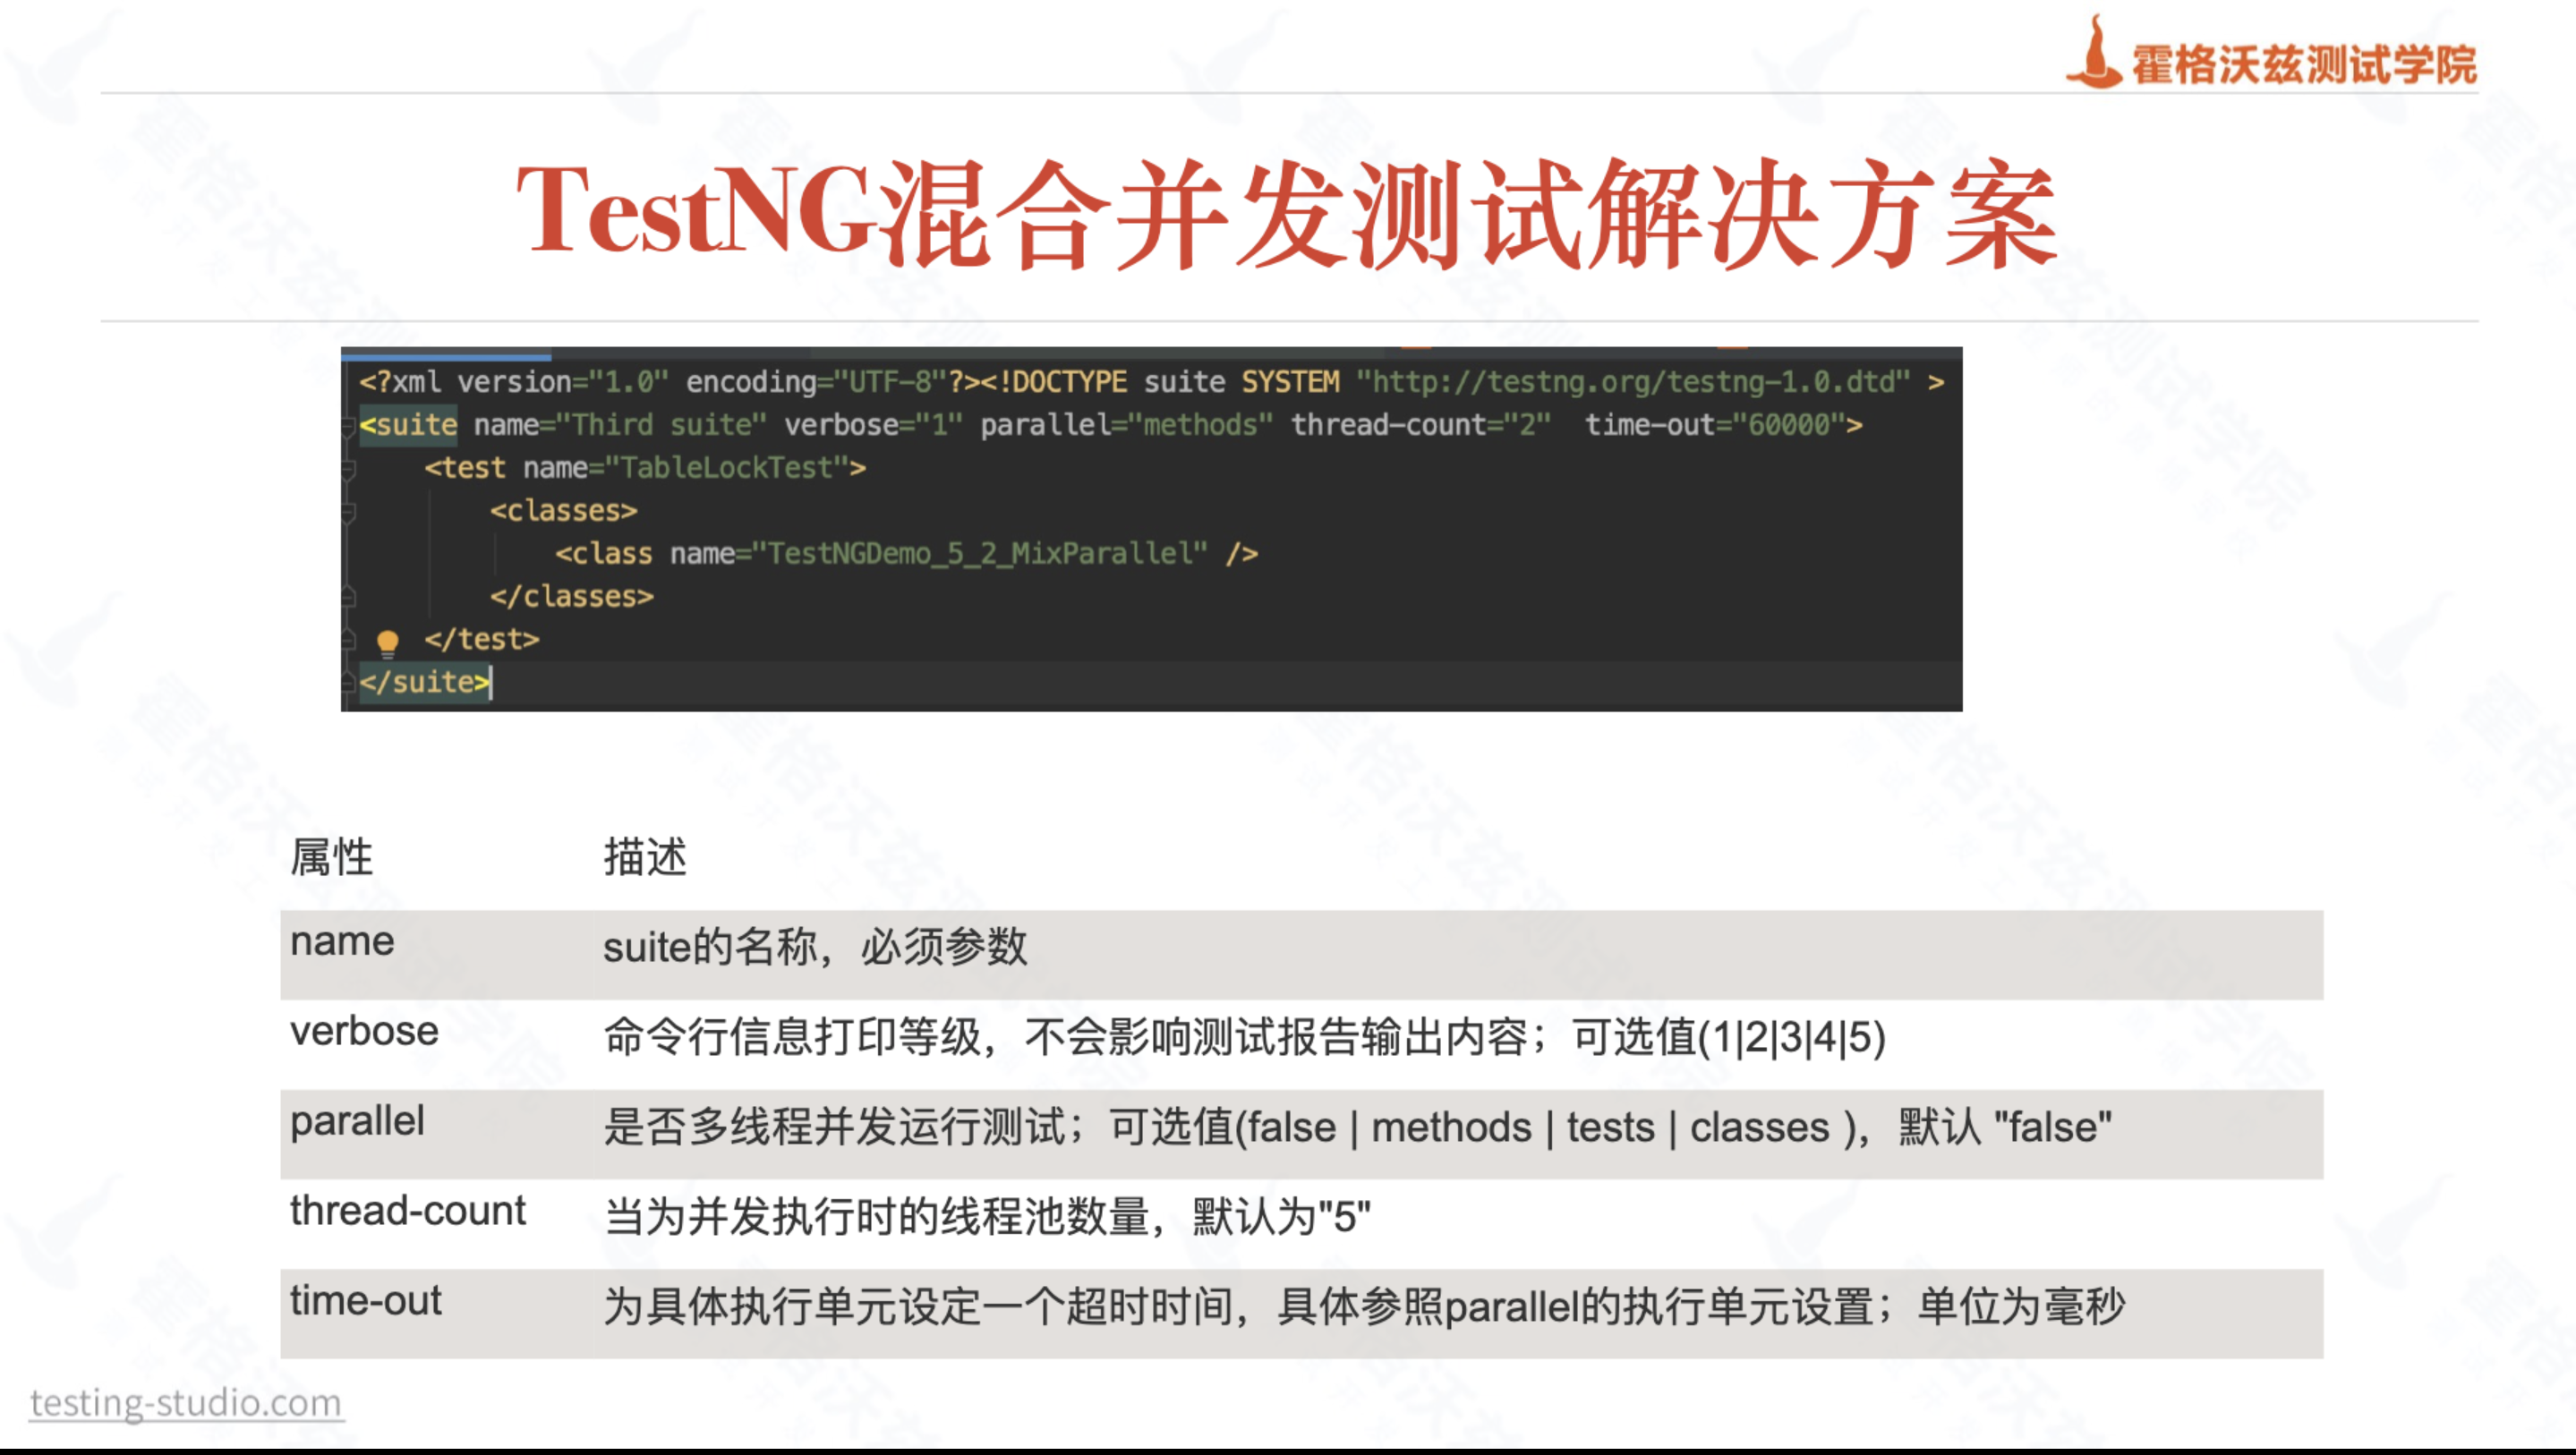 霍格沃兹测试学院
TestNG混合并发测试解决方案
<?xml version="1.0" encoding="UTF-8"?><!DOCTYPE suite SYSTEM "http://testng.org/testng-1.0.dtd" >
<suite name="Third suite" verbose="1" parallel="methods" thread-count="2"  time-out="60000">
    <test name="TableLockTest">
        <classes>
            <class name="TestNGDemo_5_2_MixParallel" />
        </classes>
    </test>
</suite>
属性 描述
name suite的名称，必须参数
verbose 命令行信息打印等级，不会影响测试报告输出内容；可选值(1|2|3|4|5)
parallel 是否多线程并发运行测试；可选值(false | methods | tests | classes )，默认 "false"
thread-count 当为并发执行时的线程池数量，默认为"5"
time-out 为具体执行单元设定一个超时时间，具体参照parallel的执行单元设置；单位为毫秒
testing-studio.com